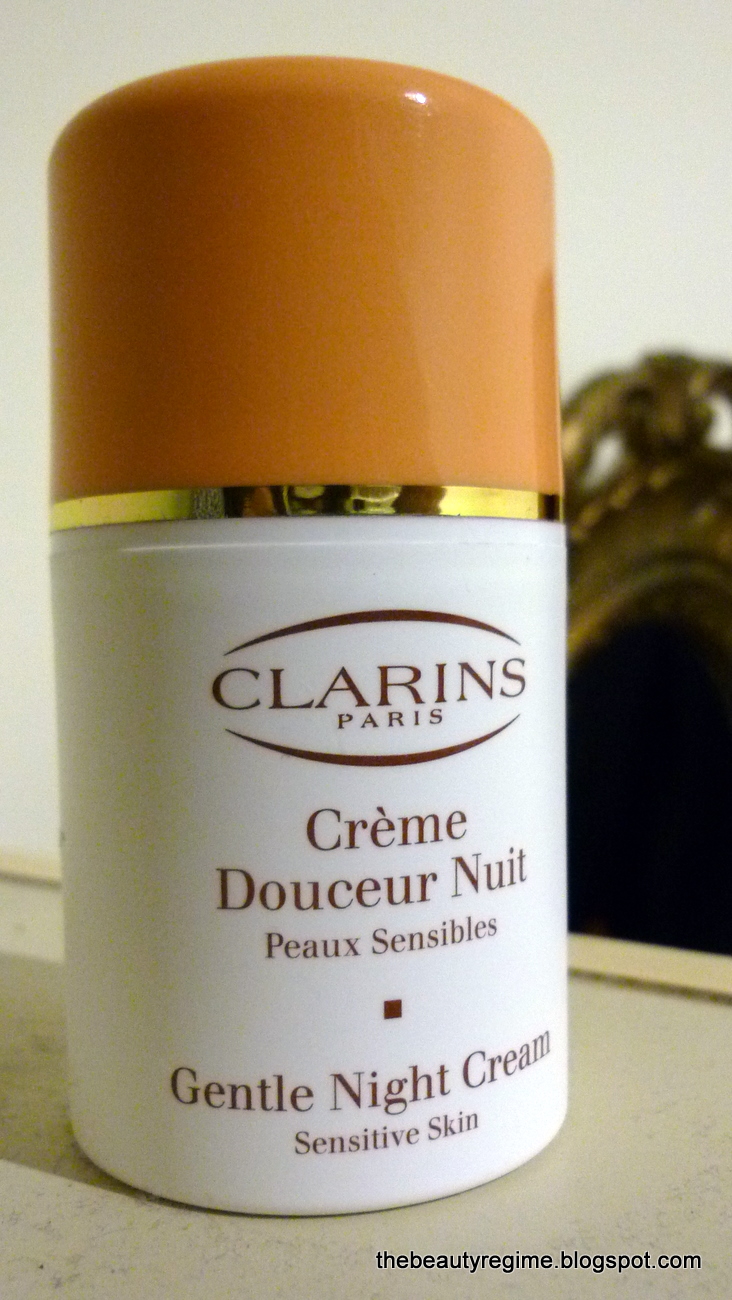 CLARINS
PARIS
Crème
Douceur Nuit
Peaux Sensibles
Gentle Night Cream
Sensitive Skin
thebeautyregime.blogspot.com